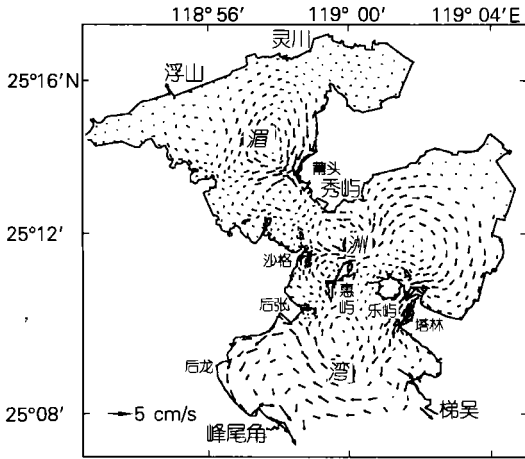 118°56′ 119°00′ 119°04′E
灵川
25°16′N
浮山
湄
莆头
秀屿
25°12′
洲
沙格
惠屿
乐屿
后张
塔林
湾
后龙
25°08′
5 cm/s
梯吴
峰尾角